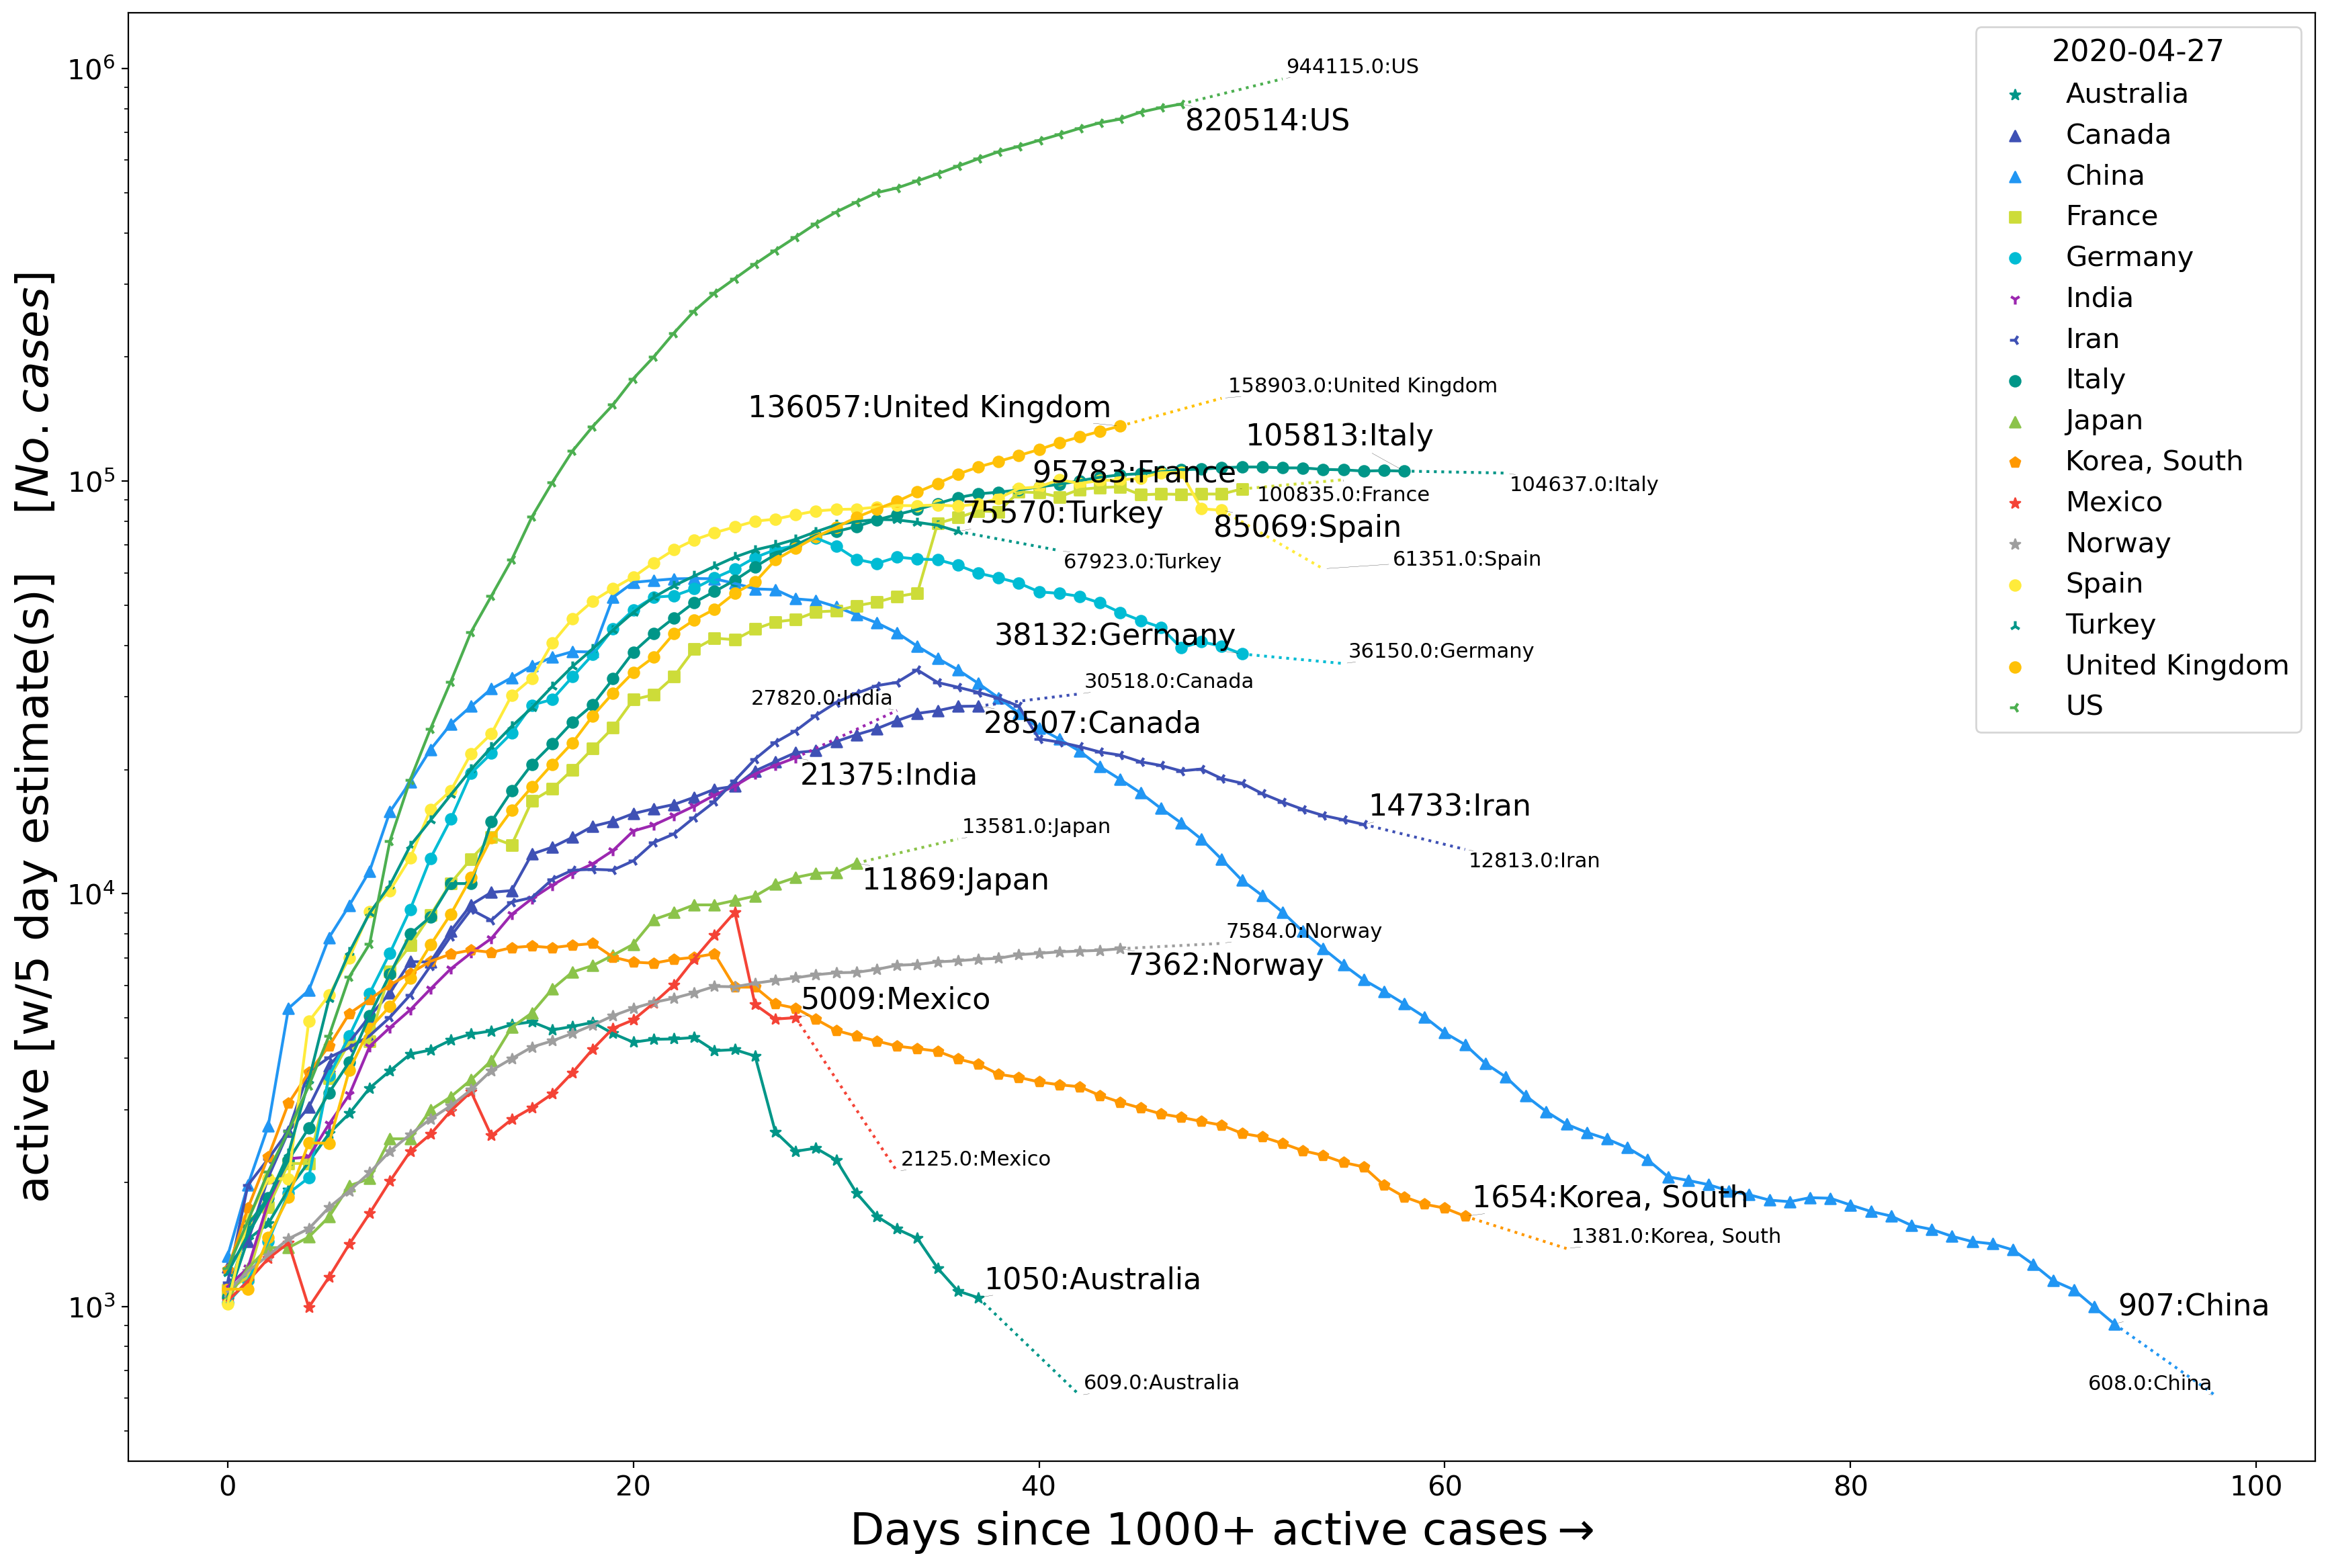 active [w/5 day estimate(s)]   [No. cases]
10^6
10^5
10^4
10^3
944115.0:US
820514:US
158903.0:United Kingdom
136057:United Kingdom
105813:Italy
95783:France
104637.0:Italy
100835.0:France
75570:Turkey
85069:Spain
67923.0:Turkey
61351.0:Spain
38132:Germany
36150.0:Germany
30518.0:Canada
27820.0:India
28507:Canada
21375:India
14733:Iran
13581.0:Japan
12813.0:Iran
11869:Japan
7584.0:Norway
7362:Norway
5009:Mexico
2125.0:Mexico
1654:Korea, South
1381.0:Korea, South
1050:Australia
907:China
609.0:Australia
608.0:China
2020-04-27
Australia
Canada
China
France
Germany
India
Iran
Italy
Japan
Korea, South
Mexico
Norway
Spain
Turkey
United Kingdom
US
0 20 40 60 80 100
Days since 1000+ active cases→